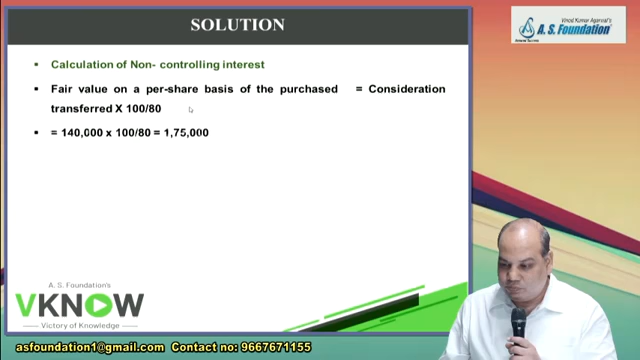 SOLUTION
Vinod Kumar Agarwal's
A. S. Foundation
• Calculation of Non- controlling interest
• Fair value on a per-share basis of the purchased = Consideration
transferred X 100/80
• = 140,000 x 100/80 = 1,75,000
A. S. Foundation's
VKNOW
Victory of Knowledge
asfoundation1@gmail.com Contact no: 9667671155